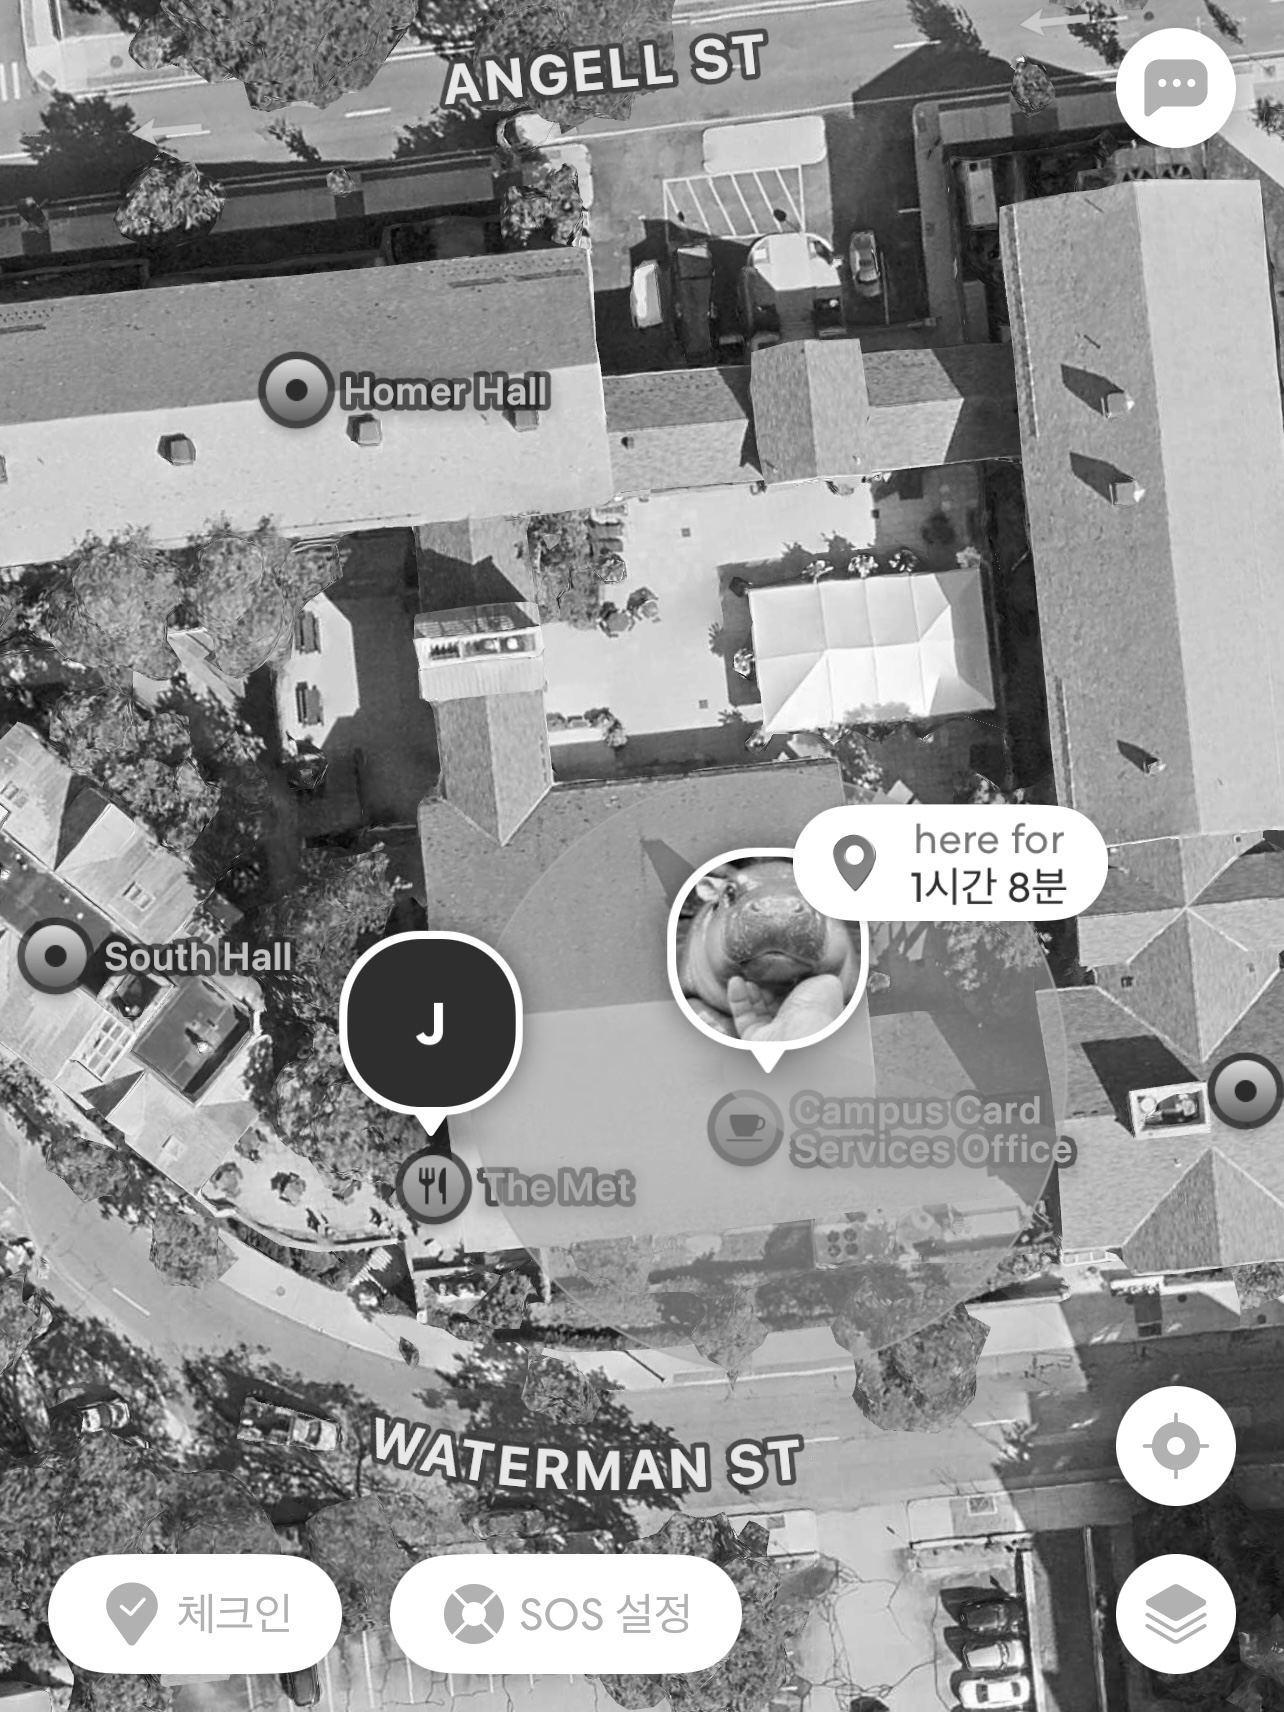 ANGELL ST
Homer Hall
here for
1시간 8분
South Hall
J
Campus Card
Services Office
The Met
WATERMAN ST
체크인
SOS 설정